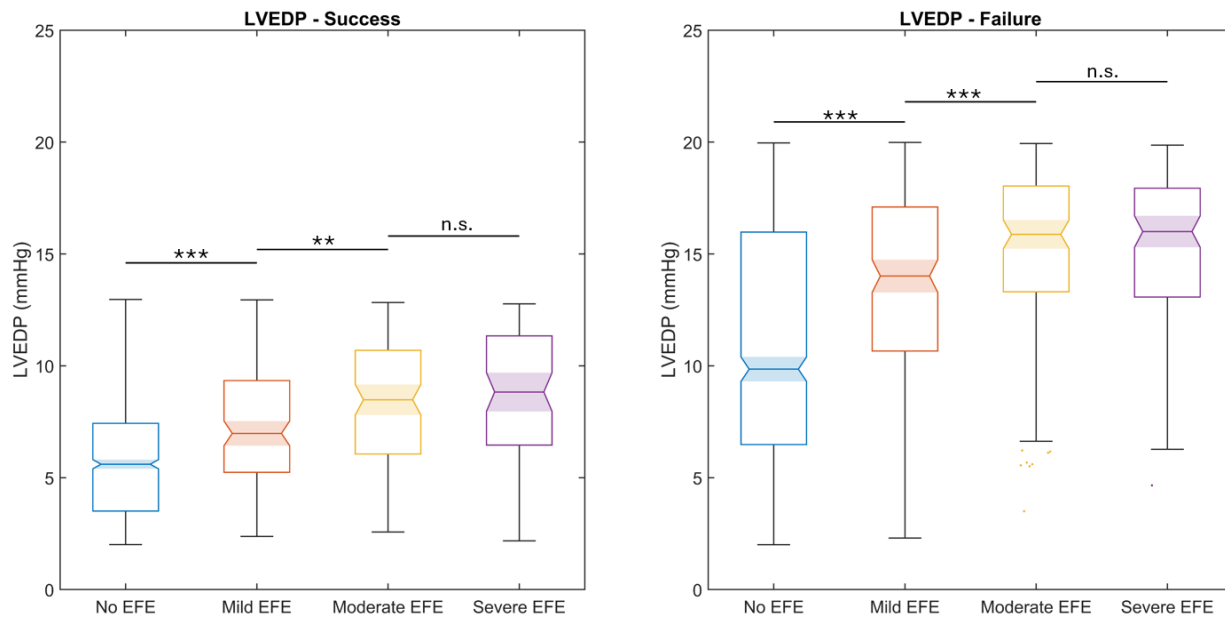 LVEDP - Success
25
20
15
10
5
0
LVEDP (mmHg)
***
**
n.s.
No EFE
Mild EFE
Moderate EFE
Severe EFE
LVEDP - Failure
25
20
15
10
5
0
LVEDP (mmHg)
***
***
n.s.
No EFE
Mild EFE
Moderate EFE
Severe EFE